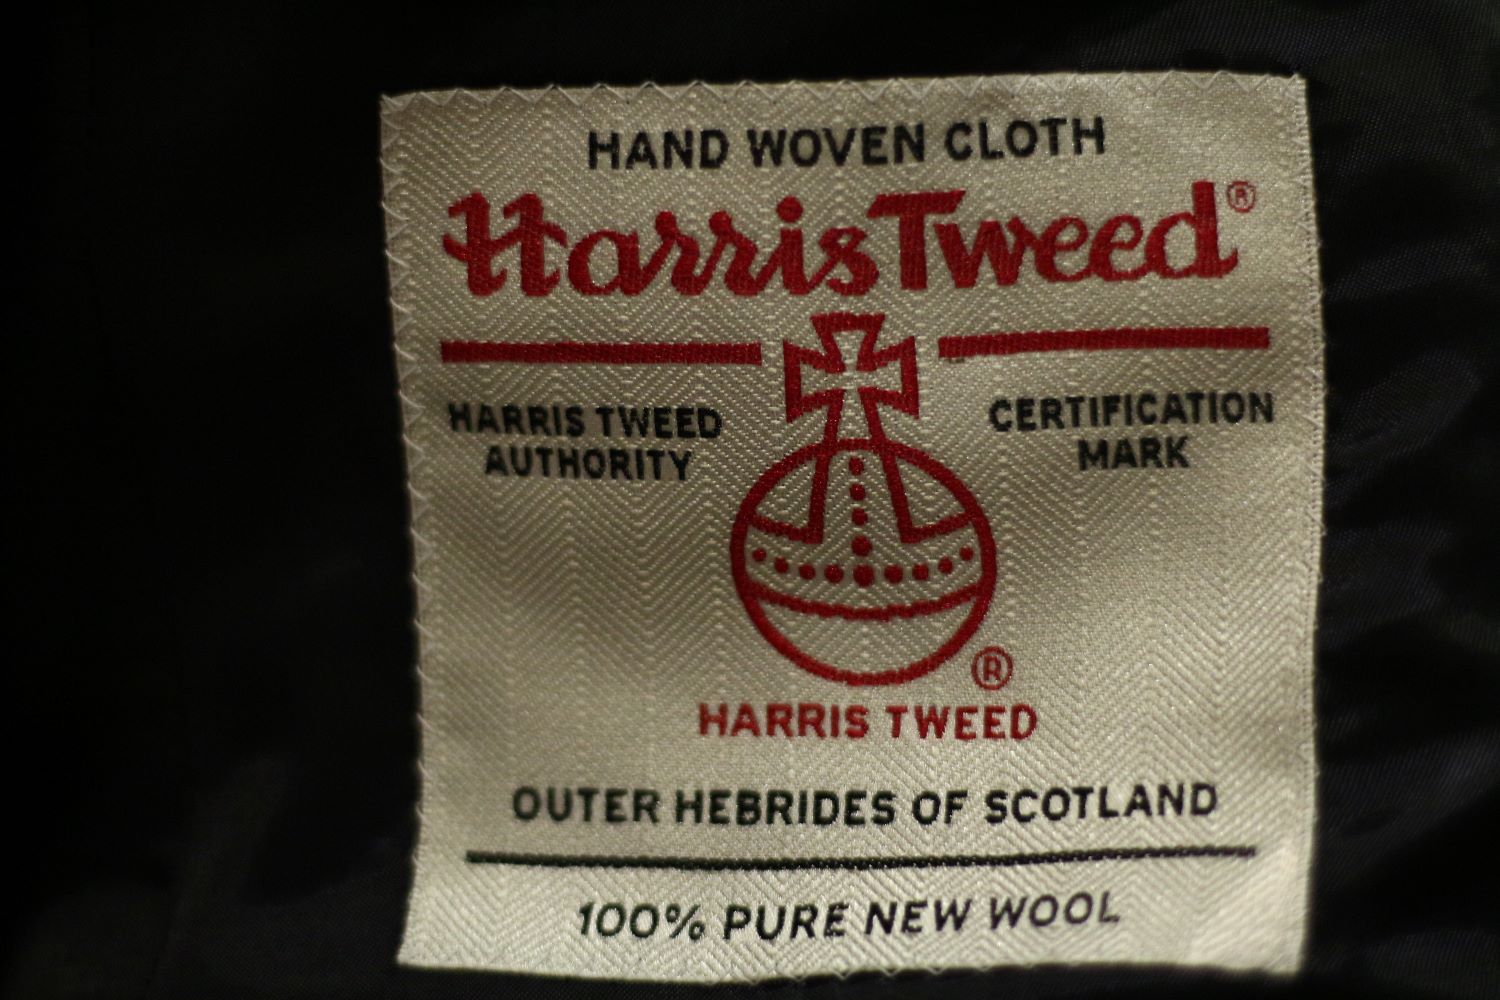 HAND WOVEN CLOTH
Harris Tweed ®
HARRIS TWEED
AUTHORITY
CERTIFICATION
MARK
®
HARRIS TWEED
OUTER HEBRIDES OF SCOTLAND
100% PURE NEW WOOL